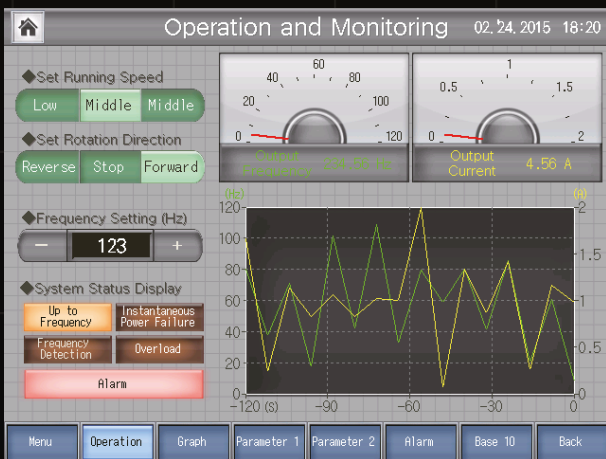 Operation and Monitoring 02.24.2015 18:20
◆Set Running Speed
Low Middle Middle
◆Set Rotation Direction
Reverse Stop Forward
◆Frequency Setting (Hz)
− 123 +
◆System Status Display
Up to
Frequency
Instantaneous
Power Failure
Frequency
Detection
Overload
Alarm
0 20 40 60 80 100 120
Output
Frequency
0 0.5 1 1.5 2
Output
Current 4.56 A
(Hz) (A)
120 2
100
80 1.5
60 1
40
20 0.5
0 0
-120 (S) -90 -60 -30 0
Menu Operation Graph Parameter 1 Parameter 2 Alarm Base 10 Back